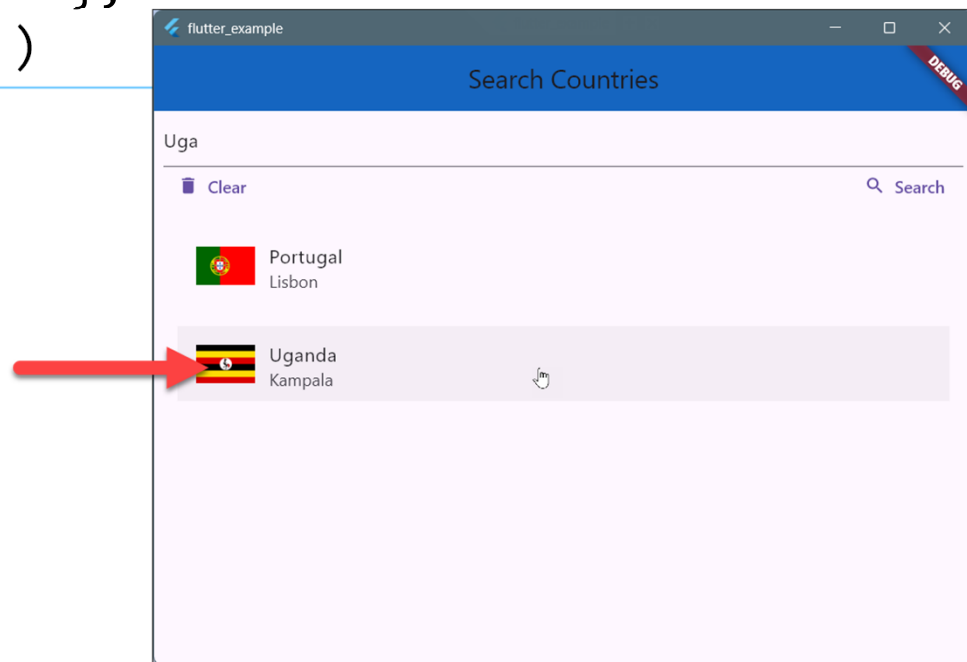 }}
)
flutter_example
DEBUG
Search Countries
Uga
Clear
Search
Portugal
Lisbon
Uganda
Kampala